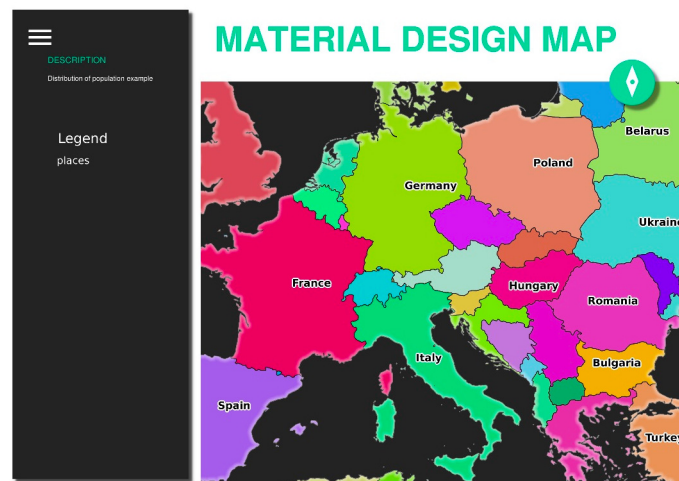 MATERIAL DESIGN MAP
DESCRIPTION
Distribution of population example
Legend
places
Belarus
Poland
Germany
Ukraine
France
Hungary
Romania
Italy
Bulgaria
Spain
Turkey